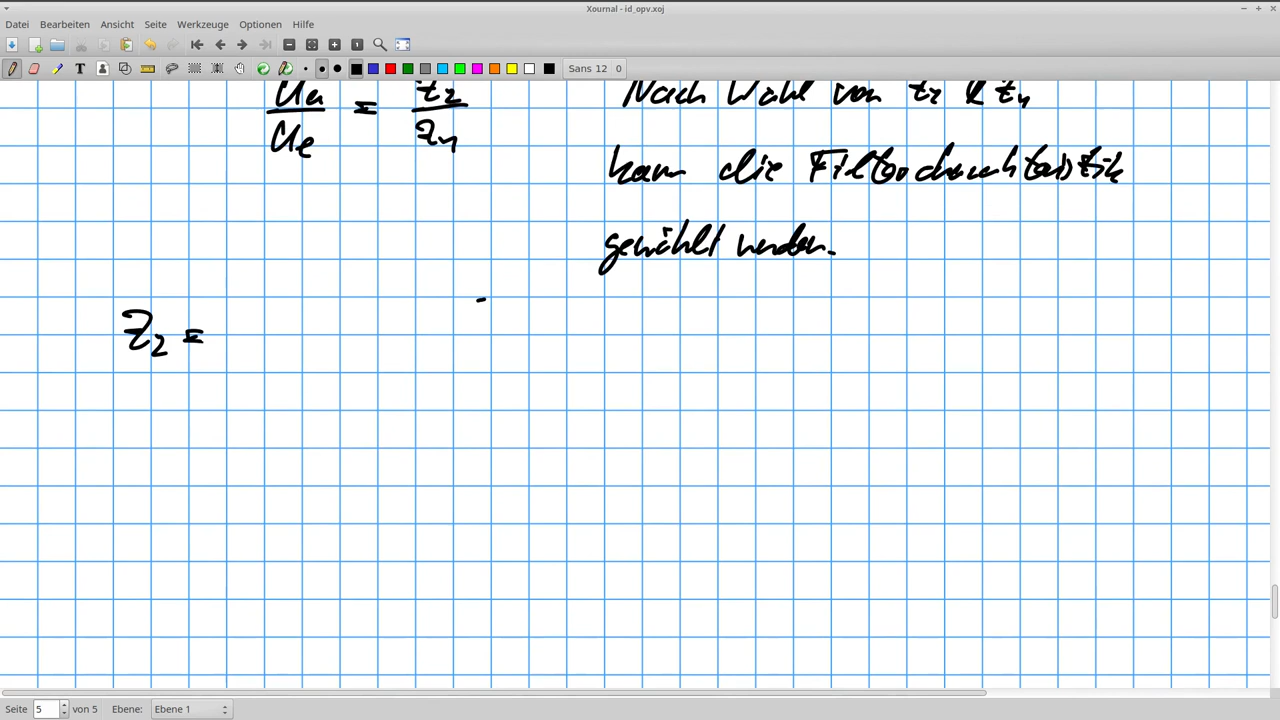 Xournal - id_opv.xoj
Datei Bearbeiten Ansicht Seite Werkzeuge Optionen Hilfe
Sans 12 0
Ua / Ue = Z2 / Z1
Nach Wahl von Z2 & Z1
kann die Filtercharakteristik
gewählt werden.
Z2 =
Seite 5 von 5 Ebene: Ebene 1